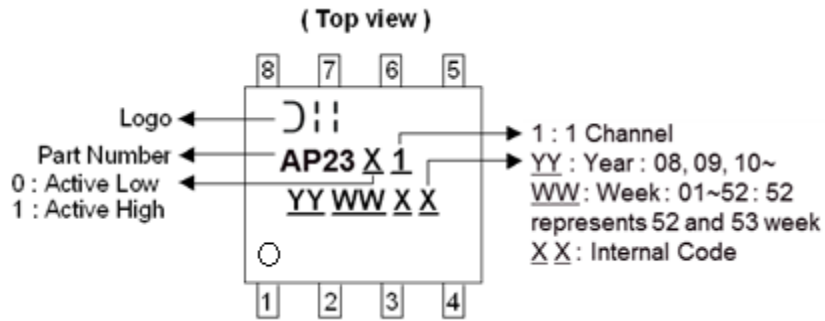 ( Top view )
8 7 6 5
Logo
Part Number
0 : Active Low
1 : Active High
AP23 X 1
YY WW X X
1 : 1 Channel
YY : Year : 08, 09, 10~
WW : Week : 01~52 : 52
represents 52 and 53 week
X X : Internal Code
1 2 3 4